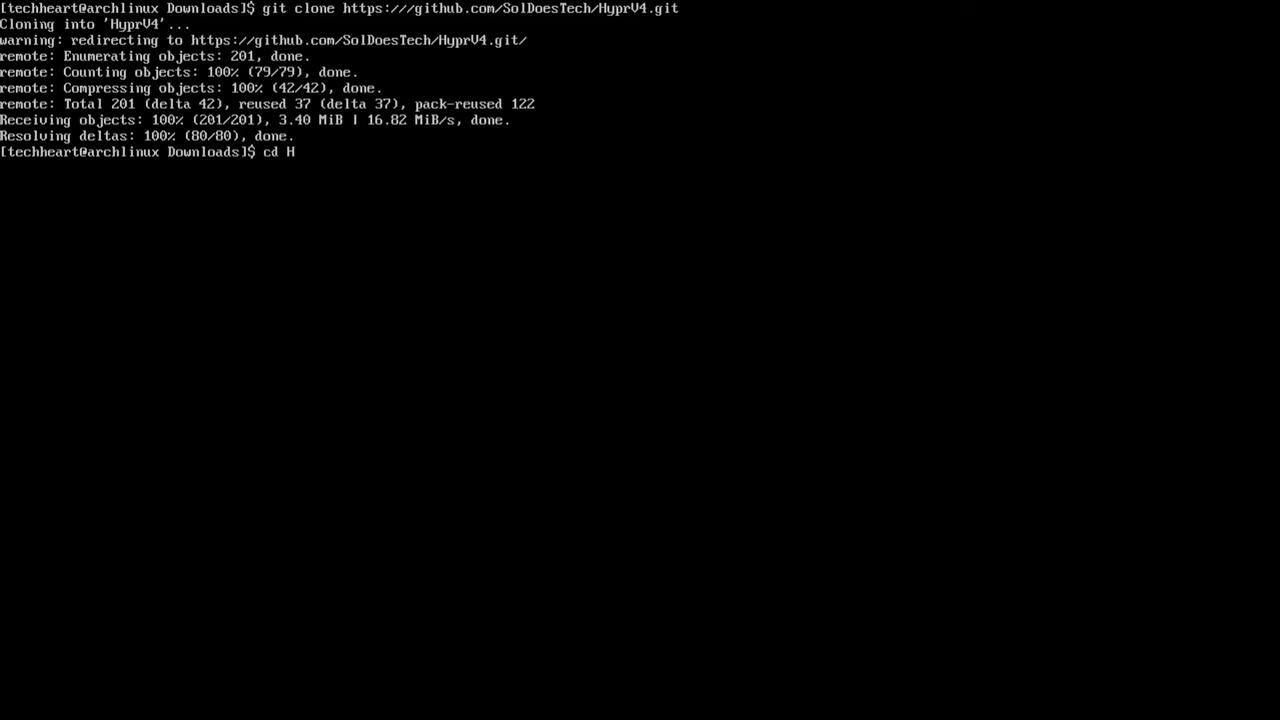 [techheart@archlinux Downloads]$ git clone https:///github.com/SolDoesTech/HyprV4.git
Cloning into 'HyprV4'...
warning: redirecting to https://github.com/SolDoesTech/HyprV4.git/
remote: Enumerating objects: 201, done.
remote: Counting objects: 100% (79/79), done.
remote: Compressing objects: 100% (42/42), done.
remote: Total 201 (delta 42), reused 37 (delta 37), pack-reused 122
Receiving objects: 100% (201/201), 3.40 MiB | 16.82 MiB/s, done.
Resolving deltas: 100% (80/80), done.
[techheart@archlinux Downloads]$ cd H